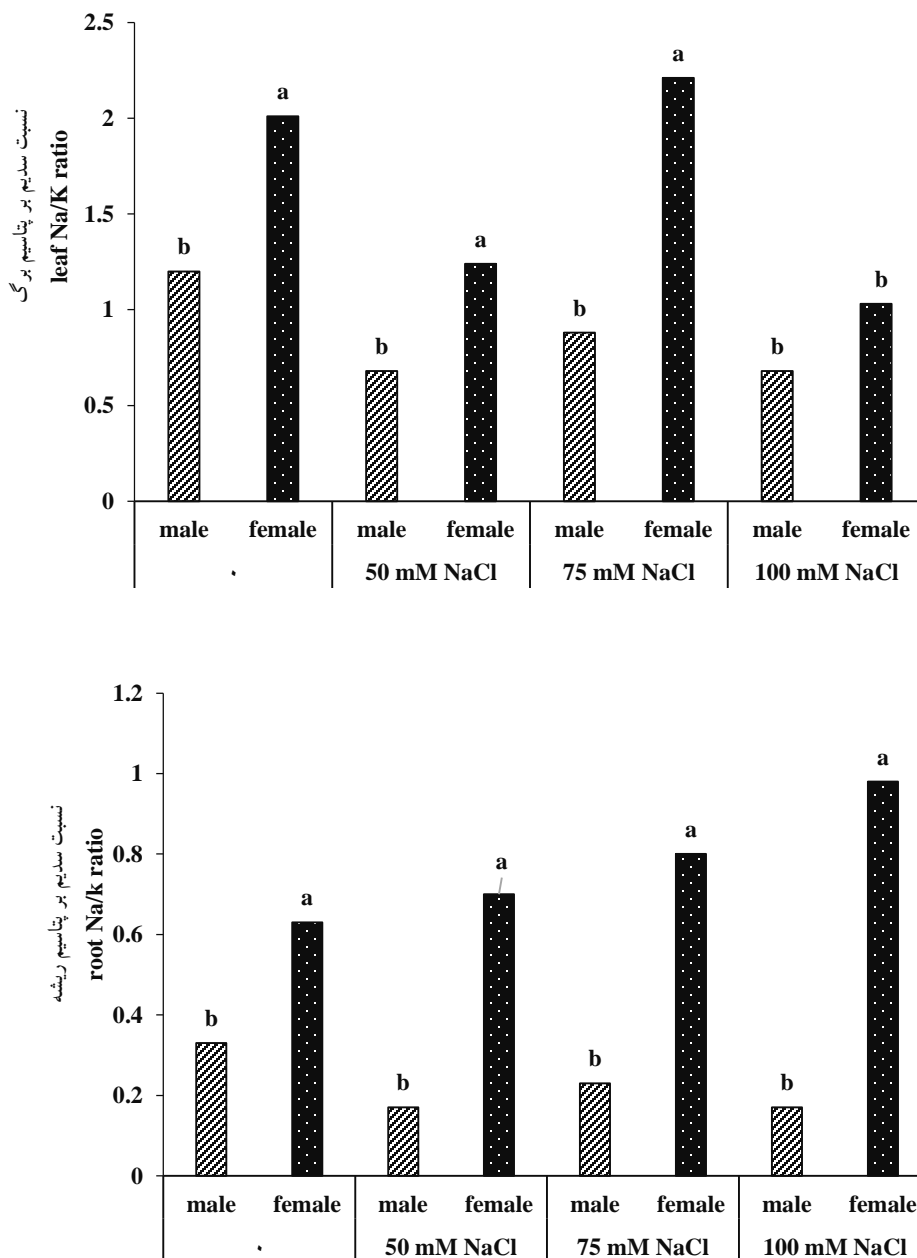 2.5
a
a
2
نسبت سدیم بر پتاسیم برگ
leaf Na/K ratio
1.5
b
a
b
b
1
b
0.5
0
male female male female male female male female
۰ 50 mM NaCl 75 mM NaCl 100 mM NaCl
1.2
a
1
a
a
0.8
نسبت سدیم بر پتاسیم ریشه
root Na/k ratio
a
0.6
b
0.4
b
b
b
0.2
0
male female male female male female male female
۰ 50 mM NaCl 75 mM NaCl 100 mM NaCl